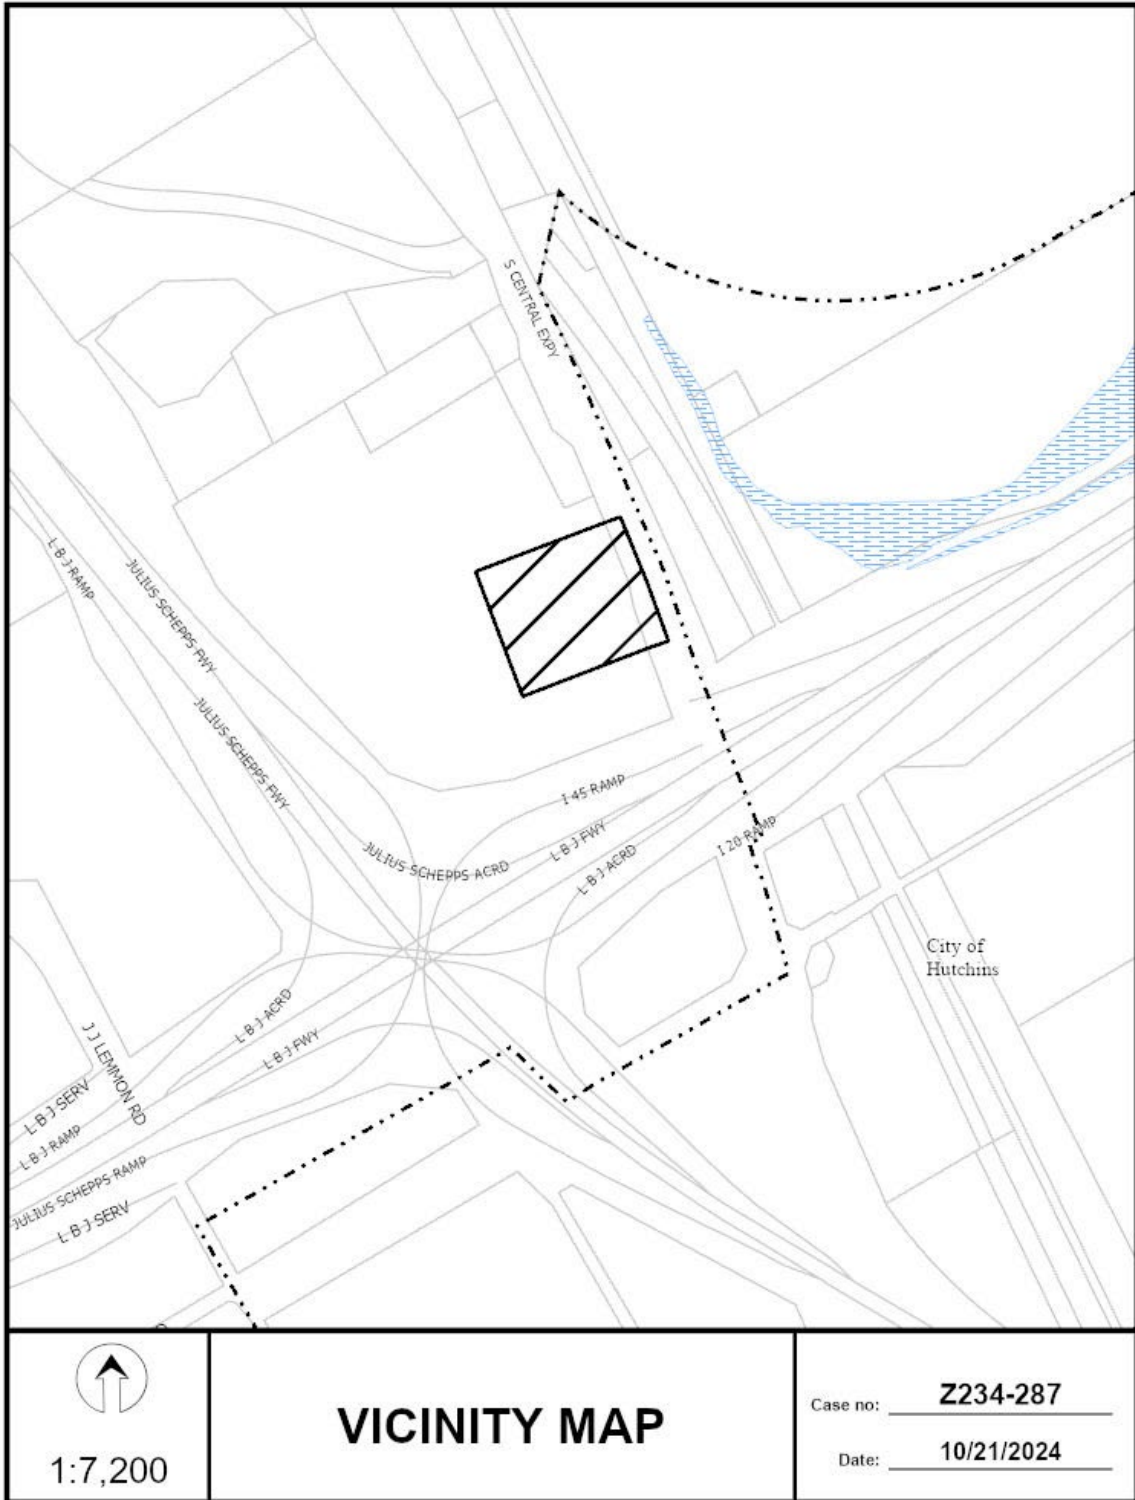 S CENTRAL EXPY
L B J RAMP
JULIUS SCHEPPS FWY
JULIUS SCHEPPS FWY
I 45 RAMP
L B J FWY
I 20 RAMP
JULIUS SCHEPPS ACRD
L B J ACRD
City of
Hutchins
L B J ACRD
L B J FWY
J J LEMMON RD
L B J SERV
L B J RAMP
JULIUS SCHEPPS RAMP
L B J SERV
1:7,200
VICINITY MAP
Case no: Z234-287
Date: 10/21/2024